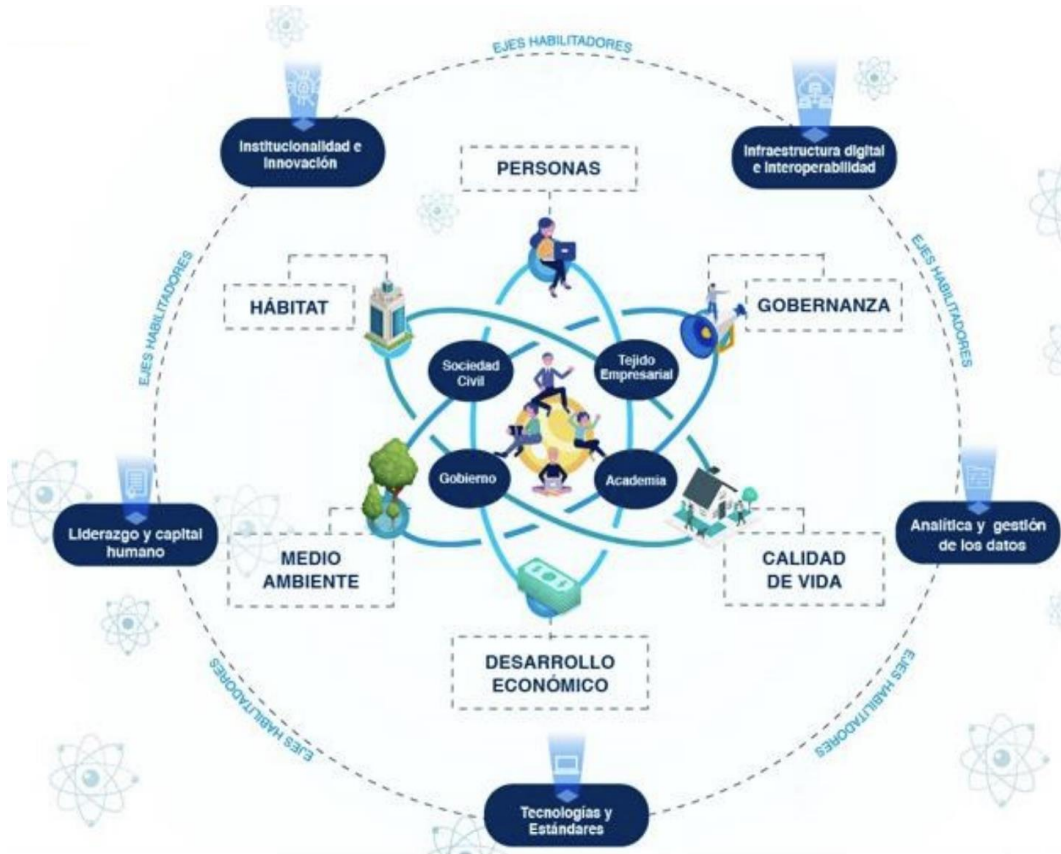 EJES HABILITADORES
Institucionalidad e
Innovación
Infraestructura digital
e Interoperabilidad
PERSONAS
EJES HABILITADORES
EJES HABILITADORES
HÁBITAT
GOBERNANZA
Sociedad
Civil
Tejido
Empresarial
Gobierno
Academia
Liderazgo y capital
humano
Analítica y gestión
de los datos
MEDIO
AMBIENTE
CALIDAD
DE VIDA
DESARROLLO
ECONÓMICO
EJES HABILITADORES
EJES HABILITADORES
Tecnologías y
Estándares